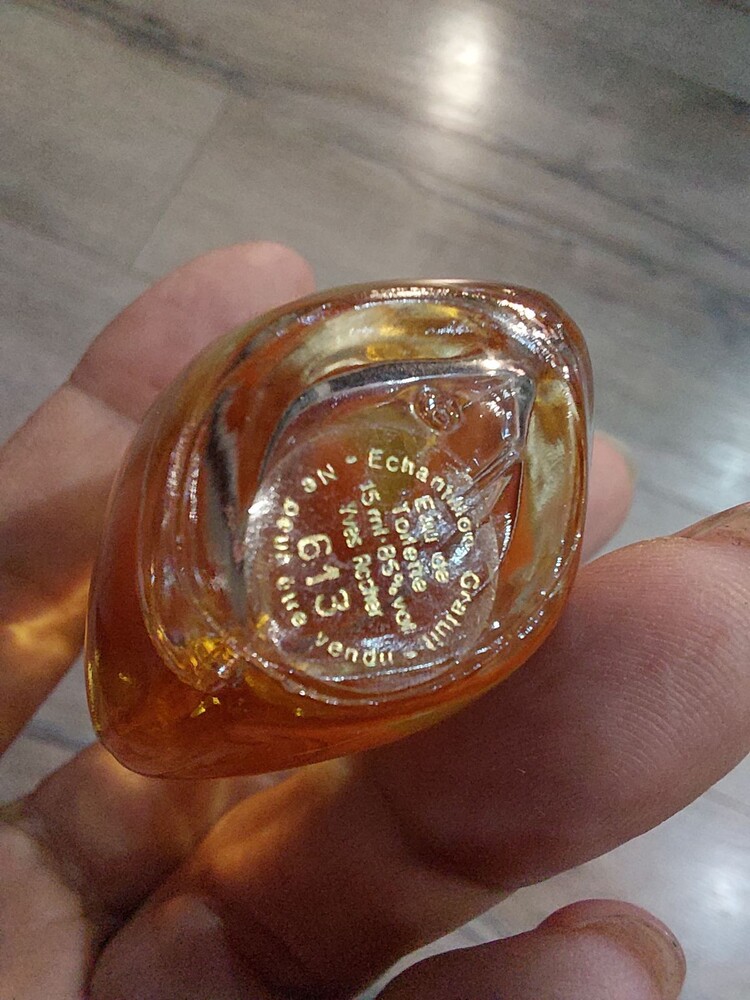 Echantillon Gratuit - Ne peut être vendu -
Eau de
Toilette
15 ml. 85% vol
Yves Rocher
613